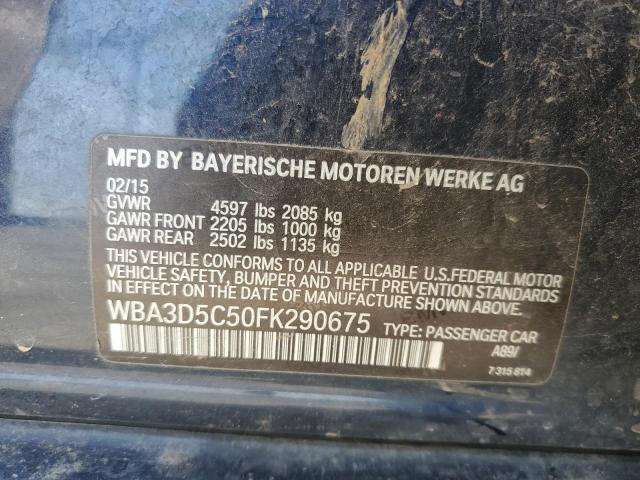 MFD BY BAYERISCHE MOTOREN WERKE AG
02/15
GVWR 4597 lbs 2085 kg
GAWR FRONT 2205 lbs 1000 kg
GAWR REAR 2502 lbs 1135 kg
THIS VEHICLE CONFORMS TO ALL APPLICABLE U.S.FEDERAL MOTOR
VEHICLE SAFETY, BUMPER AND THEFT PREVENTION STANDARDS
IN EFFECT ON THE DATE OF MANUFACTURE SHOWN ABOVE.
WBA3D5C50FK290675 TYPE: PASSENGER CAR
A89/
7 315 814